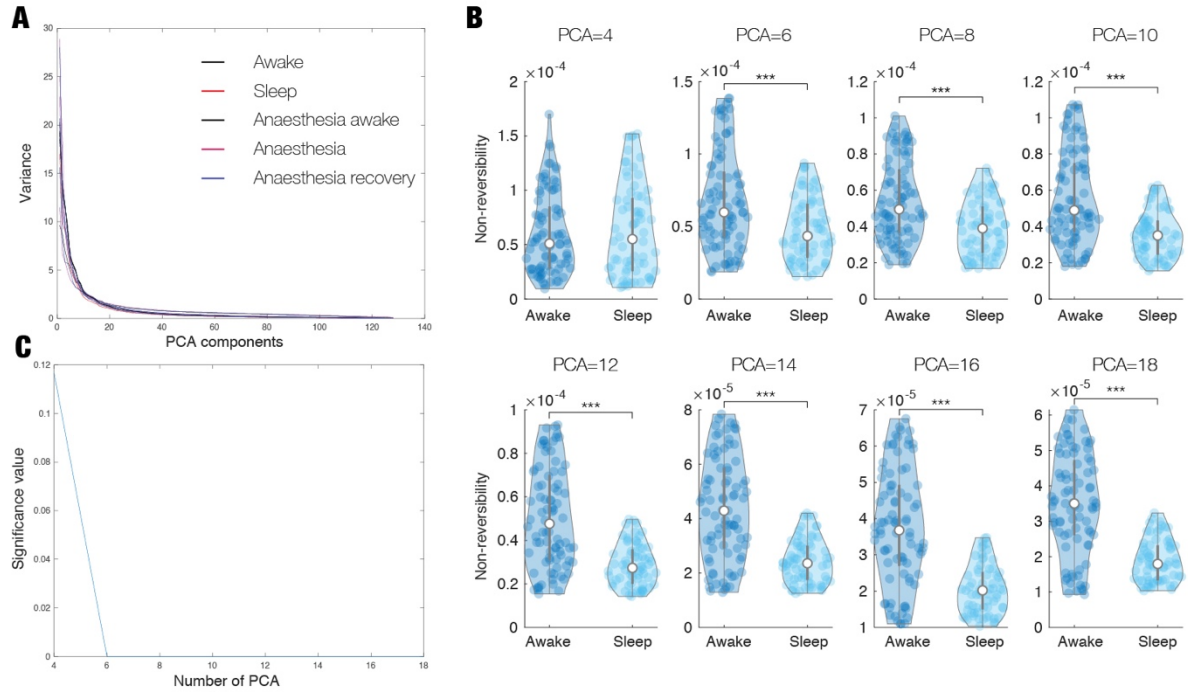 A
Variance
30
25
20
15
10
5
0
0 20 40 60 80 100 120 140
PCA components
Awake
Sleep
Anaesthesia awake
Anaesthesia
Anaesthesia recovery
B
PCA=4 PCA=6 PCA=8 PCA=10
Non-reversibility
×10⁻⁴
2
1.5
1
0.5
0
Awake Sleep
×10⁻⁴
***
1.5
1
0.5
0
Awake Sleep
×10⁻⁴
***
1.2
1
0.8
0.6
0.4
0.2
0
Awake Sleep
×10⁻⁴
***
1.2
1
0.8
0.6
0.4
0.2
0
Awake Sleep
C
Significance value
0.12
0.1
0.08
0.06
0.04
0.02
0
4 6 8 10 12 14 16 18
Number of PCA
PCA=12 PCA=14 PCA=16 PCA=18
Non-reversibility
×10⁻⁴
***
1
0.8
0.6
0.4
0.2
0
Awake Sleep
×10⁻⁵
***
8
6
4
2
0
Awake Sleep
×10⁻⁵
***
7
6
5
4
3
2
1
Awake Sleep
×10⁻⁵
***
6
5
4
3
2
1
0
Awake Sleep